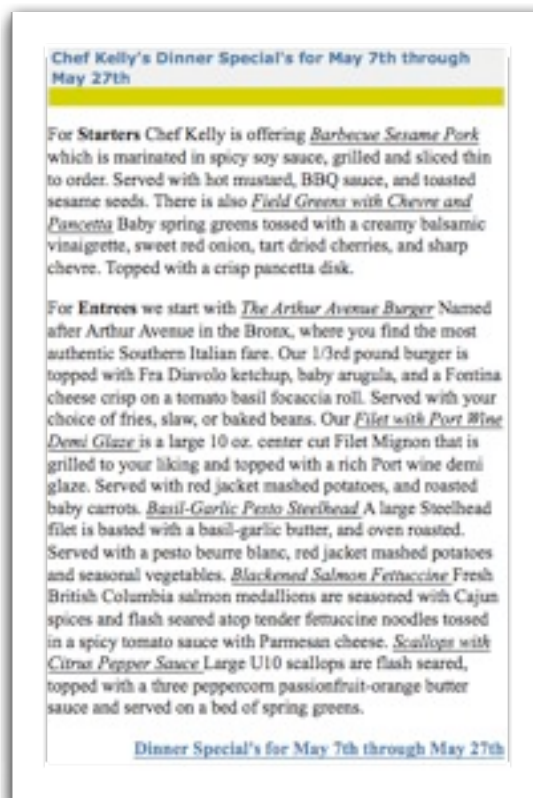 Chef Kelly's Dinner Special's for May 7th through
May 27th
For Starters Chef Kelly is offering Barbecue Sesame Pork
which is marinated in spicy soy sauce, grilled and sliced thin
to order. Served with hot mustard, BBQ sauce, and toasted
sesame seeds. There is also Field Greens with Chevre and
Pancetta Baby spring greens tossed with a creamy balsamic
vinaigrette, sweet red onion, tart dried cherries, and sharp
chevre. Topped with a crisp pancetta disk.
For Entrees we start with The Arthur Avenue Burger Named
after Arthur Avenue in the Bronx, where you find the most
authentic Southern Italian fare. Our 1/3rd pound burger is
topped with Fra Diavolo ketchup, baby arugula, and a Fontina
cheese crisp on a tomato basil focaccia roll. Served with your
choice of fries, slaw, or baked beans. Our Filet with Port Wine
Demi Glaze is a large 10 oz. center cut Filet Mignon that is
grilled to your liking and topped with a rich Port wine demi
glaze. Served with red jacket mashed potatoes, and roasted
baby carrots. Basil-Garlic Pesto Steelhead A large Steelhead
filet is basted with a basil-garlic butter, and oven roasted.
Served with a pesto beurre blanc, red jacket mashed potatoes
and seasonal vegetables. Blackened Salmon Fettuccine Fresh
British Columbia salmon medallions are seasoned with Cajun
spices and flash seared atop tender fettuccine noodles tossed
in a spicy tomato sauce with Parmesan cheese. Scallops with
Citrus Pepper Sauce Large U10 scallops are flash seared,
topped with a three peppercorn passionfruit-orange butter
sauce and served on a bed of spring greens.
Dinner Special's for May 7th through May 27th